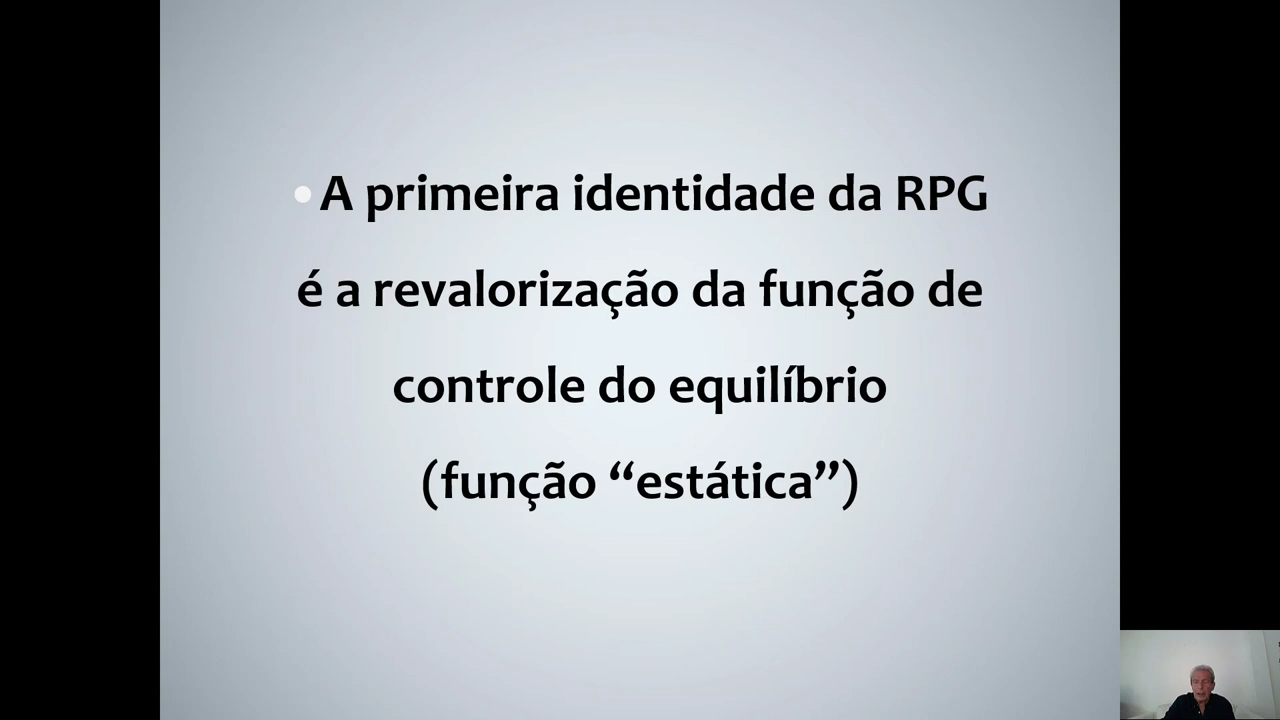 • A primeira identidade da RPG
é a revalorização da função de
controle do equilíbrio
(função “estática”)